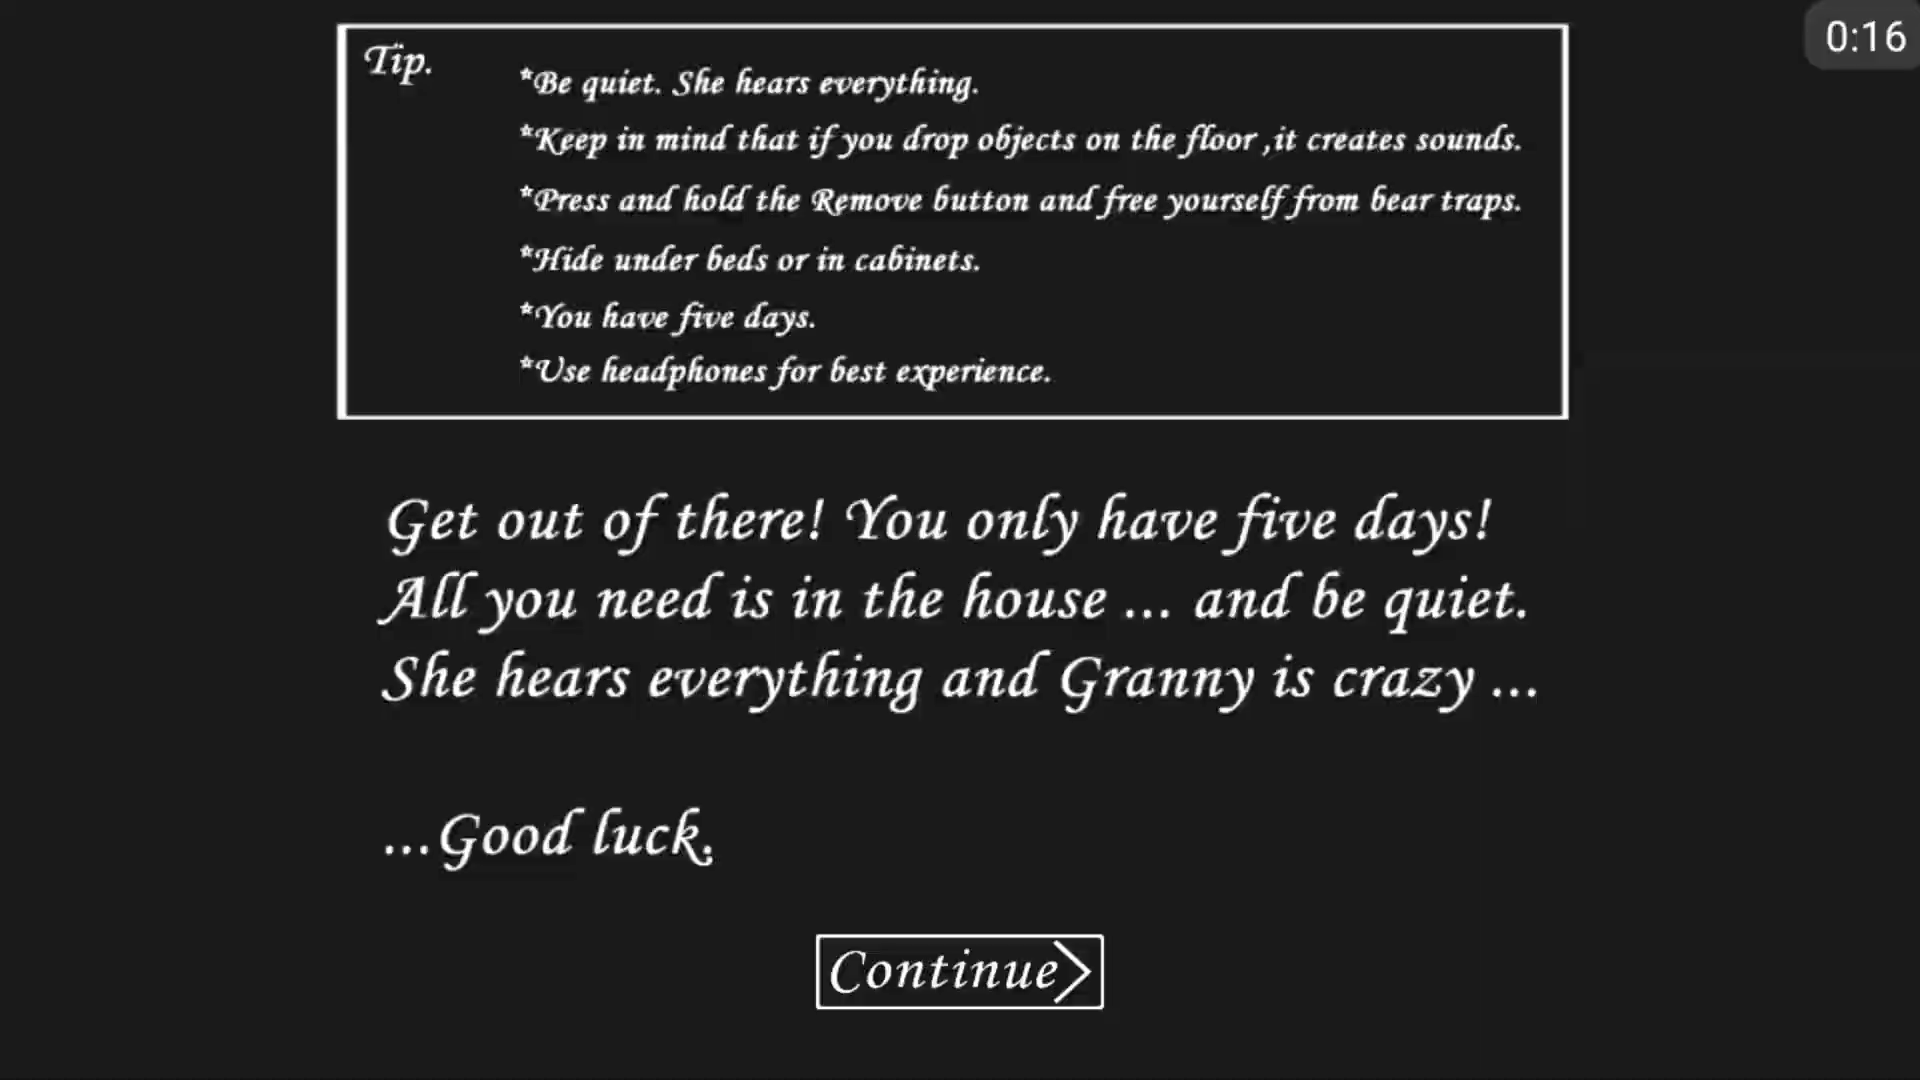 0:16
Tip.
*Be quiet. She hears everything.
*Keep in mind that if you drop objects on the floor ,it creates sounds.
*Press and hold the Remove button and free yourself from bear traps.
*Hide under beds or in cabinets.
*You have five days.
*Use headphones for best experience.
Get out of there! You only have five days!
All you need is in the house ... and be quiet.
She hears everything and Granny is crazy ...
...Good luck.
Continue